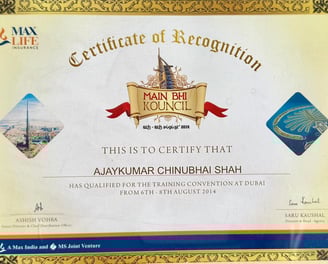 MAX
LIFE
INSURANCE
Certificate of Recognition
MAIN BHI
KOUNCIL
THIS IS TO CERTIFY THAT
AJAYKUMAR CHINUBHAI SHAH
HAS QUALIFIED FOR THE TRAINING CONVENTION AT DUBAI
FROM 6TH - 8TH AUGUST 2014
ASHISH VOHRA
SARU KAUSHAL
A Max India and MS Joint Venture